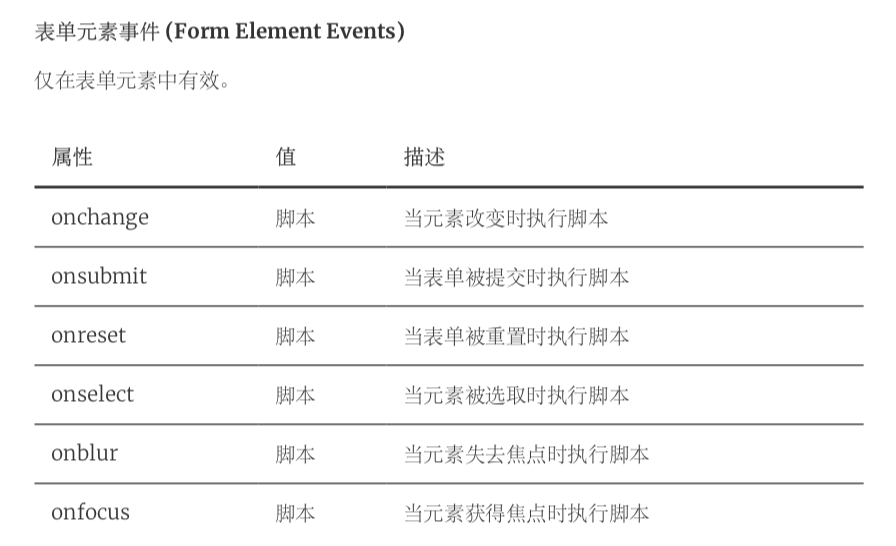 表单元素事件 (Form Element Events)
仅在表单元素中有效。
属性 值 描述
onchange 脚本 当元素改变时执行脚本
onsubmit 脚本 当表单被提交时执行脚本
onreset 脚本 当表单被重置时执行脚本
onselect 脚本 当元素被选取时执行脚本
onblur 脚本 当元素失去焦点时执行脚本
onfocus 脚本 当元素获得焦点时执行脚本